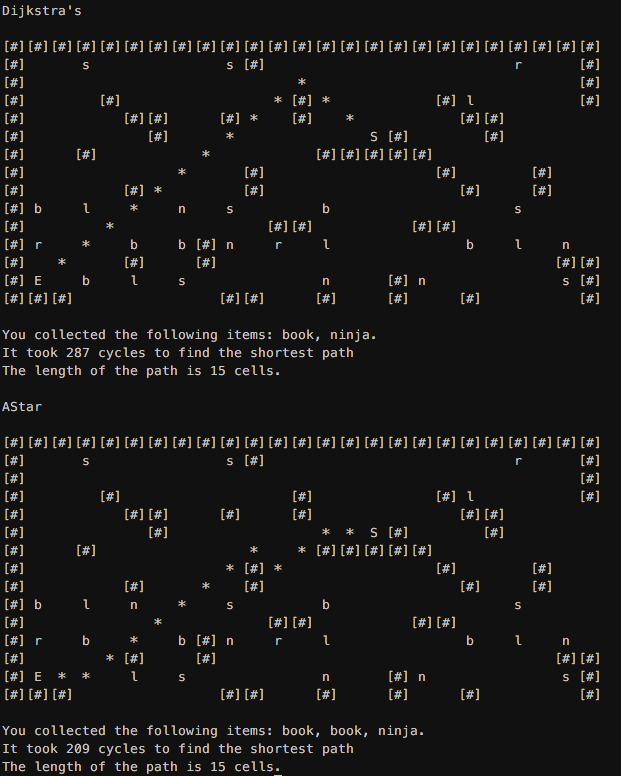 Dijkstra's
[#][#][#][#][#][#][#][#][#][#][#][#][#][#][#][#][#][#][#][#][#][#][#][#][#]
[#]       s                 s [#]                               r       [#]
[#]                                  *                                  [#]
[#]         [#]                   * [#] *             [#] l             [#]
[#]            [#][#]      [#] *    [#]    *             [#][#]
[#]               [#]       *                 S [#]         [#]
[#]      [#]             *             [#][#][#][#][#]
[#]                   *       [#]                     [#]         [#]
[#]            [#] *          [#]                        [#]      [#]
[#] b     l     *     n     s           b                       s
[#]          *                   [#][#]            [#][#]
[#] r     *     b     b [#] n     r     l                 b     l     n
[#]    *       [#]      [#]                                          [#][#]
[#] E     b     l     s                 n       [#] n                 s [#]
[#][#][#]                  [#][#]      [#]      [#]      [#]            [#]
You collected the following items: book, ninja.
It took 287 cycles to find the shortest path
The length of the path is 15 cells.
AStar
[#][#][#][#][#][#][#][#][#][#][#][#][#][#][#][#][#][#][#][#][#][#][#][#][#]
[#]       s                 s [#]                               r       [#]
[#]                                                                     [#]
[#]         [#]                     [#]               [#] l             [#]
[#]            [#][#]      [#]      [#]                  [#][#]
[#]               [#]                   *  *  S [#]         [#]
[#]      [#]                   *     * [#][#][#][#][#]
[#]                         * [#] *                   [#]         [#]
[#]            [#]       *    [#]                        [#]      [#]
[#] b     l     n     *     s           b                       s
[#]                *             [#][#]            [#][#]
[#] r     b     *     b [#] n     r     l                 b     l     n
[#]          * [#]      [#]                                          [#][#]
[#] E  *  *     l     s                 n       [#] n                 s [#]
[#][#][#]                  [#][#]      [#]      [#]      [#]            [#]
You collected the following items: book, book, ninja.
It took 209 cycles to find the shortest path
The length of the path is 15 cells.